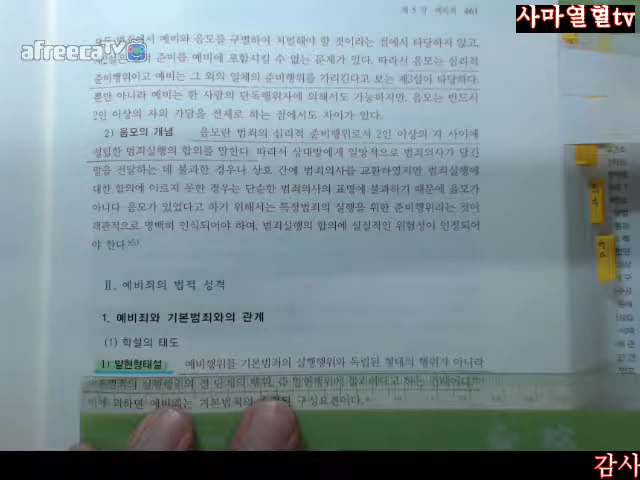 제 5 장 예비죄 461
사마열혈tv
afreecaTV
에서 예비와 음모를 구별하여 처벌해야 할 것이라는 점에서 타당하지 않고,
준비를 예비에 포함시킬 수 없는 문제가 있다. 따라서 음모는 심리적
준비행위이고 예비는 그 외의 일체의 준비행위를 가리킨다고 보는 제3설이 타당하다.
뿐만 아니라 예비는 한 사람의 단독행위자에 의해서도 가능하지만, 음모는 반드시
2인 이상의 자의 가담을 전제로 하는 점에서도 차이가 있다.
2) 음모의 개념 음모란 범죄의 심리적 준비행위로서 2인 이상의 자 사이에
성립한 범죄실행의 합의를 말한다. 따라서 상대방에게 일방적으로 범죄의사가 담긴
말을 전달하는 데 불과한 경우나 상호 간에 범죄의사를 교환하였지만 범죄실행에
대한 합의에 이르지 못한 경우는 단순한 범죄의사의 표명에 불과하기 때문에 음모가
아니다. 음모가 있었다고 하기 위해서는 특정범죄의 실행을 위한 준비행위라는 것이
객관적으로 명백히 인식되어야 하며, 범죄실행의 합의에 실질적인 위험성이 인정되어
야 한다.
Ⅱ. 예비죄의 법적 성격
1. 예비죄와 기본범죄와의 관계
(1) 학설의 태도
1) 발현형태설 예비행위를 기본범죄의 실행행위와 독립된 형태의 행위가 아니라
의하면 예비죄는 기본범죄의 구성요건이다.
감사